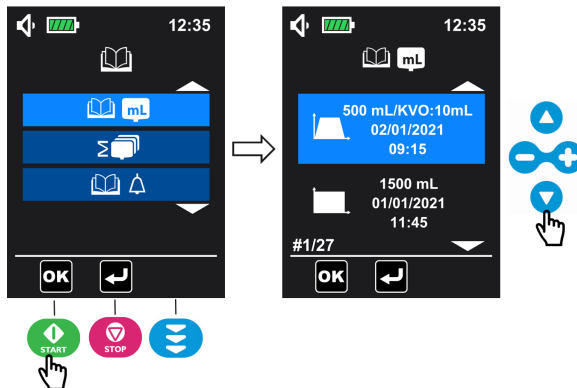 12:35
mL
Σ
OK
START
STOP
12:35
mL
500 mL/KVO:10mL
02/01/2021
09:15
1500 mL
01/01/2021
11:45
#1/27
OK